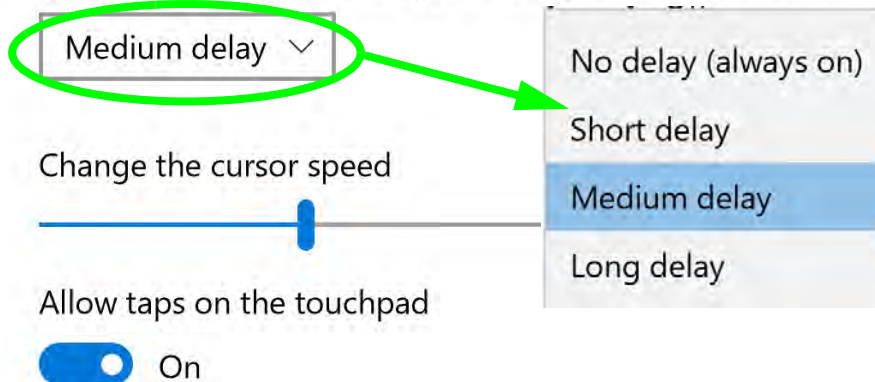 Medium delay
Change the cursor speed
Allow taps on the touchpad
On
No delay (always on)
Short delay
Medium delay
Long delay